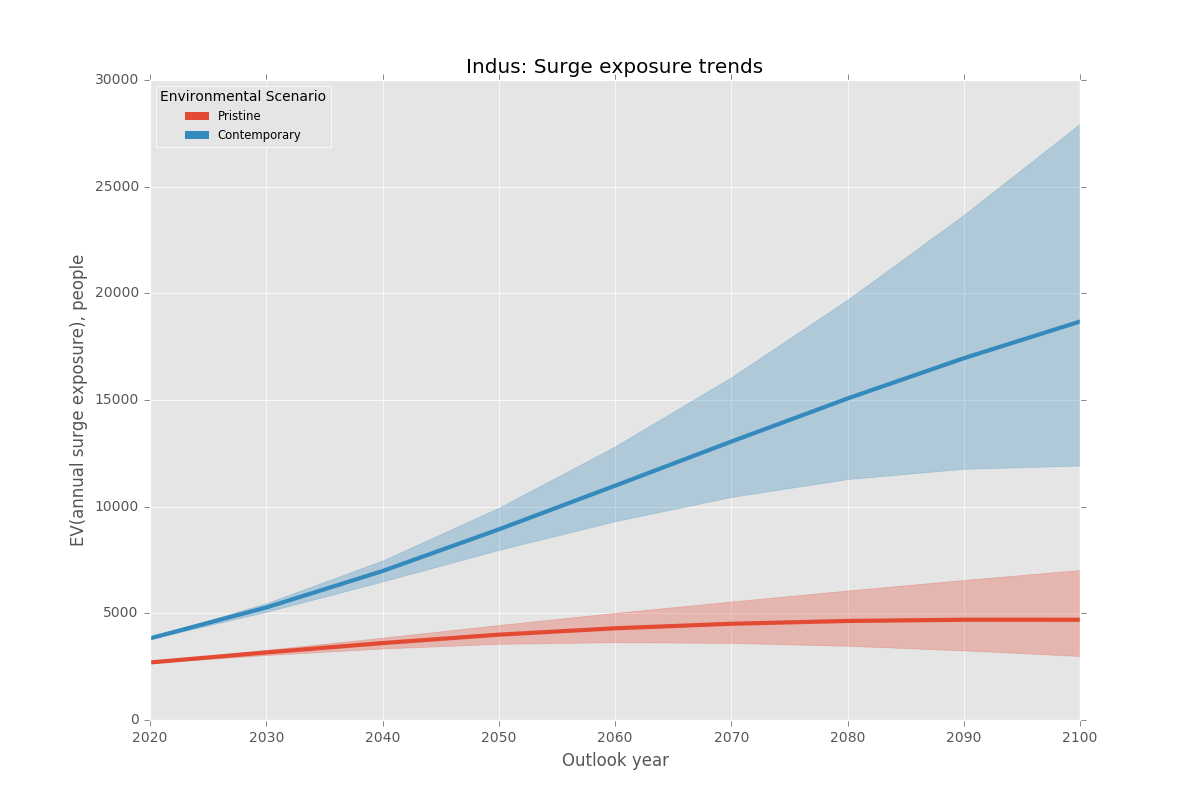 Indus: Surge exposure trends
30000
25000
20000
15000
10000
5000
0
EV(annual surge exposure), people
Environmental Scenario
Pristine
Contemporary
2020 2030 2040 2050 2060 2070 2080 2090 2100
Outlook year